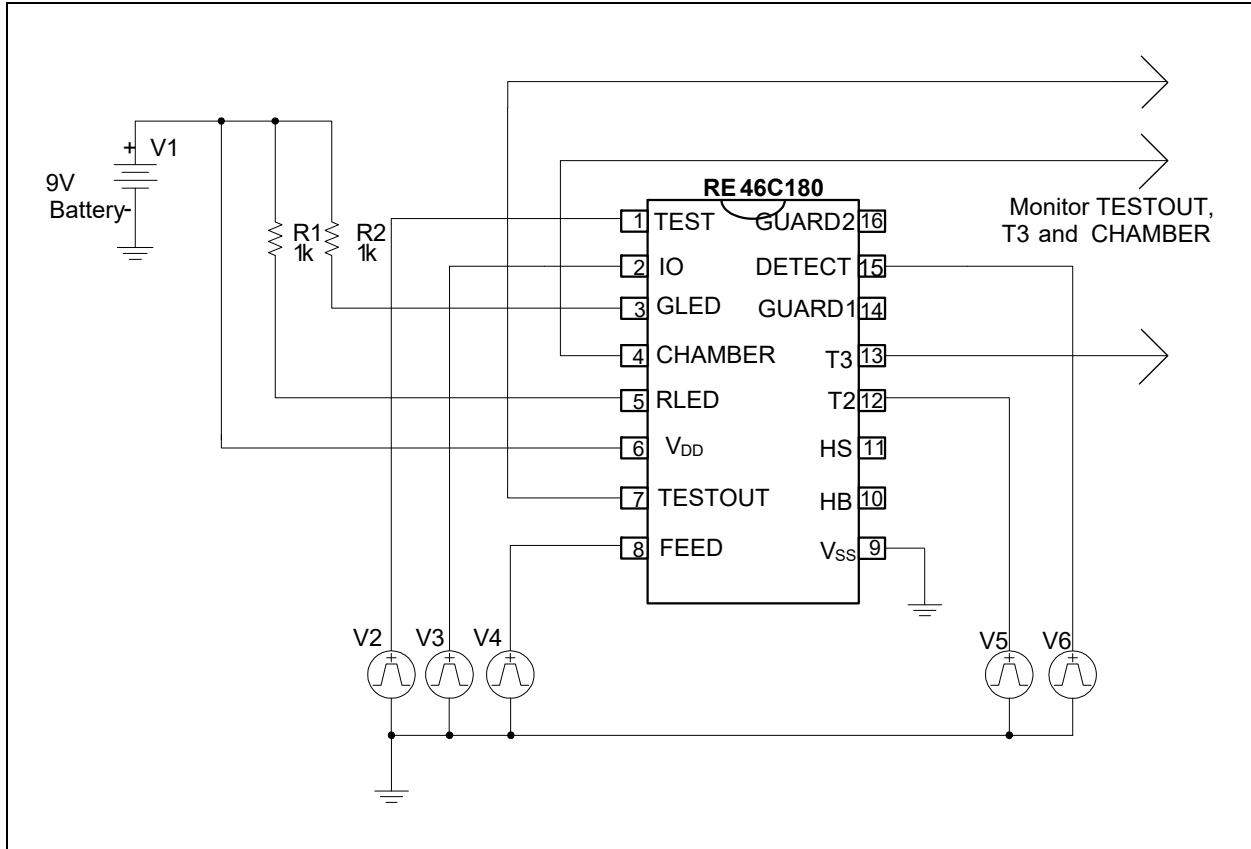 + V1
9V
Battery-
R1
1k
R2
1k
RE46C180
1 TEST
GUARD2 16
2 IO
DETECT 15
3 GLED
GUARD1 14
4 CHAMBER
T3 13
5 RLED
T2 12
6 VDD
HS 11
7 TESTOUT
HB 10
8 FEED
VSS 9
Monitor TESTOUT,
T3 and CHAMBER
V2
+
V3
+
V4
+
V5
+
V6
+